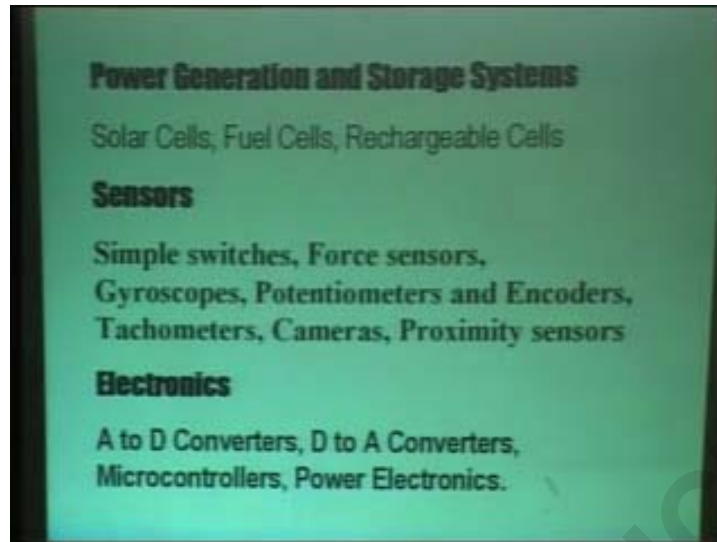 Power Generation and Storage Systems
Solar Cells, Fuel Cells, Rechargeable Cells
Sensors
Simple switches, Force sensors,
Gyroscopes, Potentiometers and Encoders,
Tachometers, Cameras, Proximity sensors
Electronics
A to D Converters, D to A Converters,
Microcontrollers, Power Electronics.